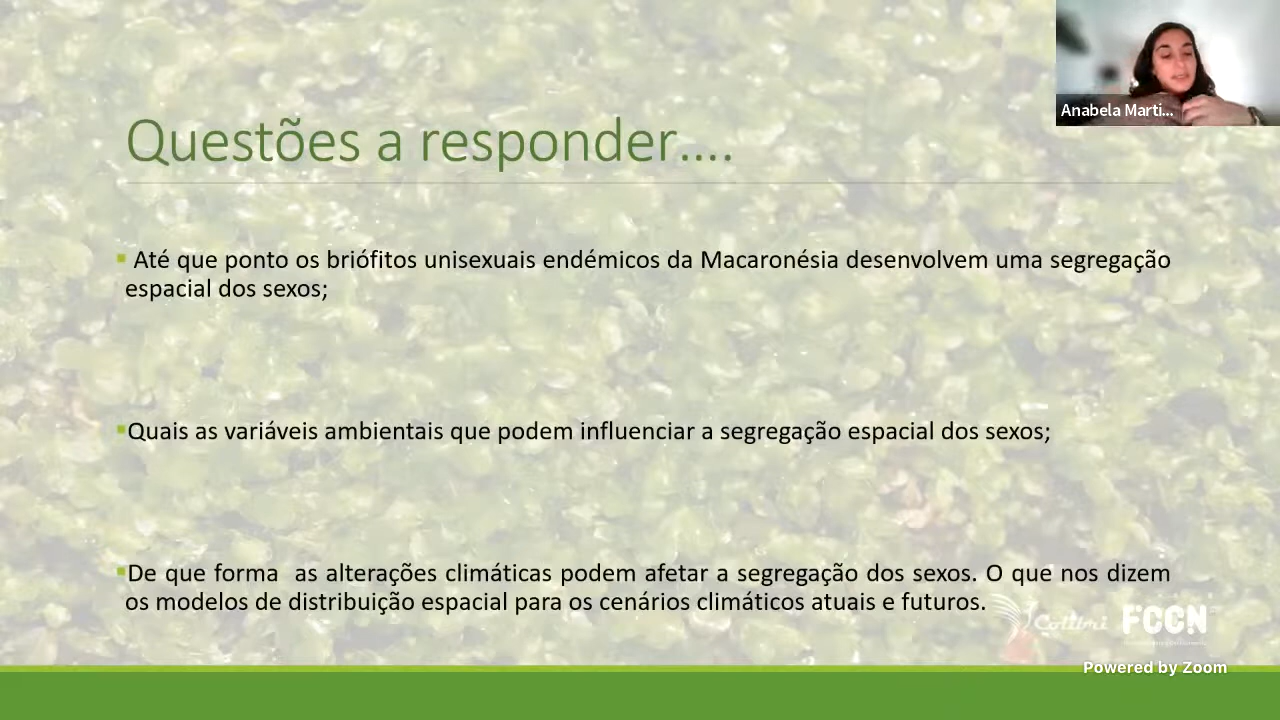 Anabela Marti...
Questões a responder....
Até que ponto os briófitos unisexuais endémicos da Macaronésia desenvolvem uma segregação
espacial dos sexos;
Quais as variáveis ambientais que podem influenciar a segregação espacial dos sexos;
De que forma as alterações climáticas podem afetar a segregação dos sexos. O que nos dizem
os modelos de distribuição espacial para os cenários climáticos atuais e futuros.
Colibri FCCN
Powered by Zoom